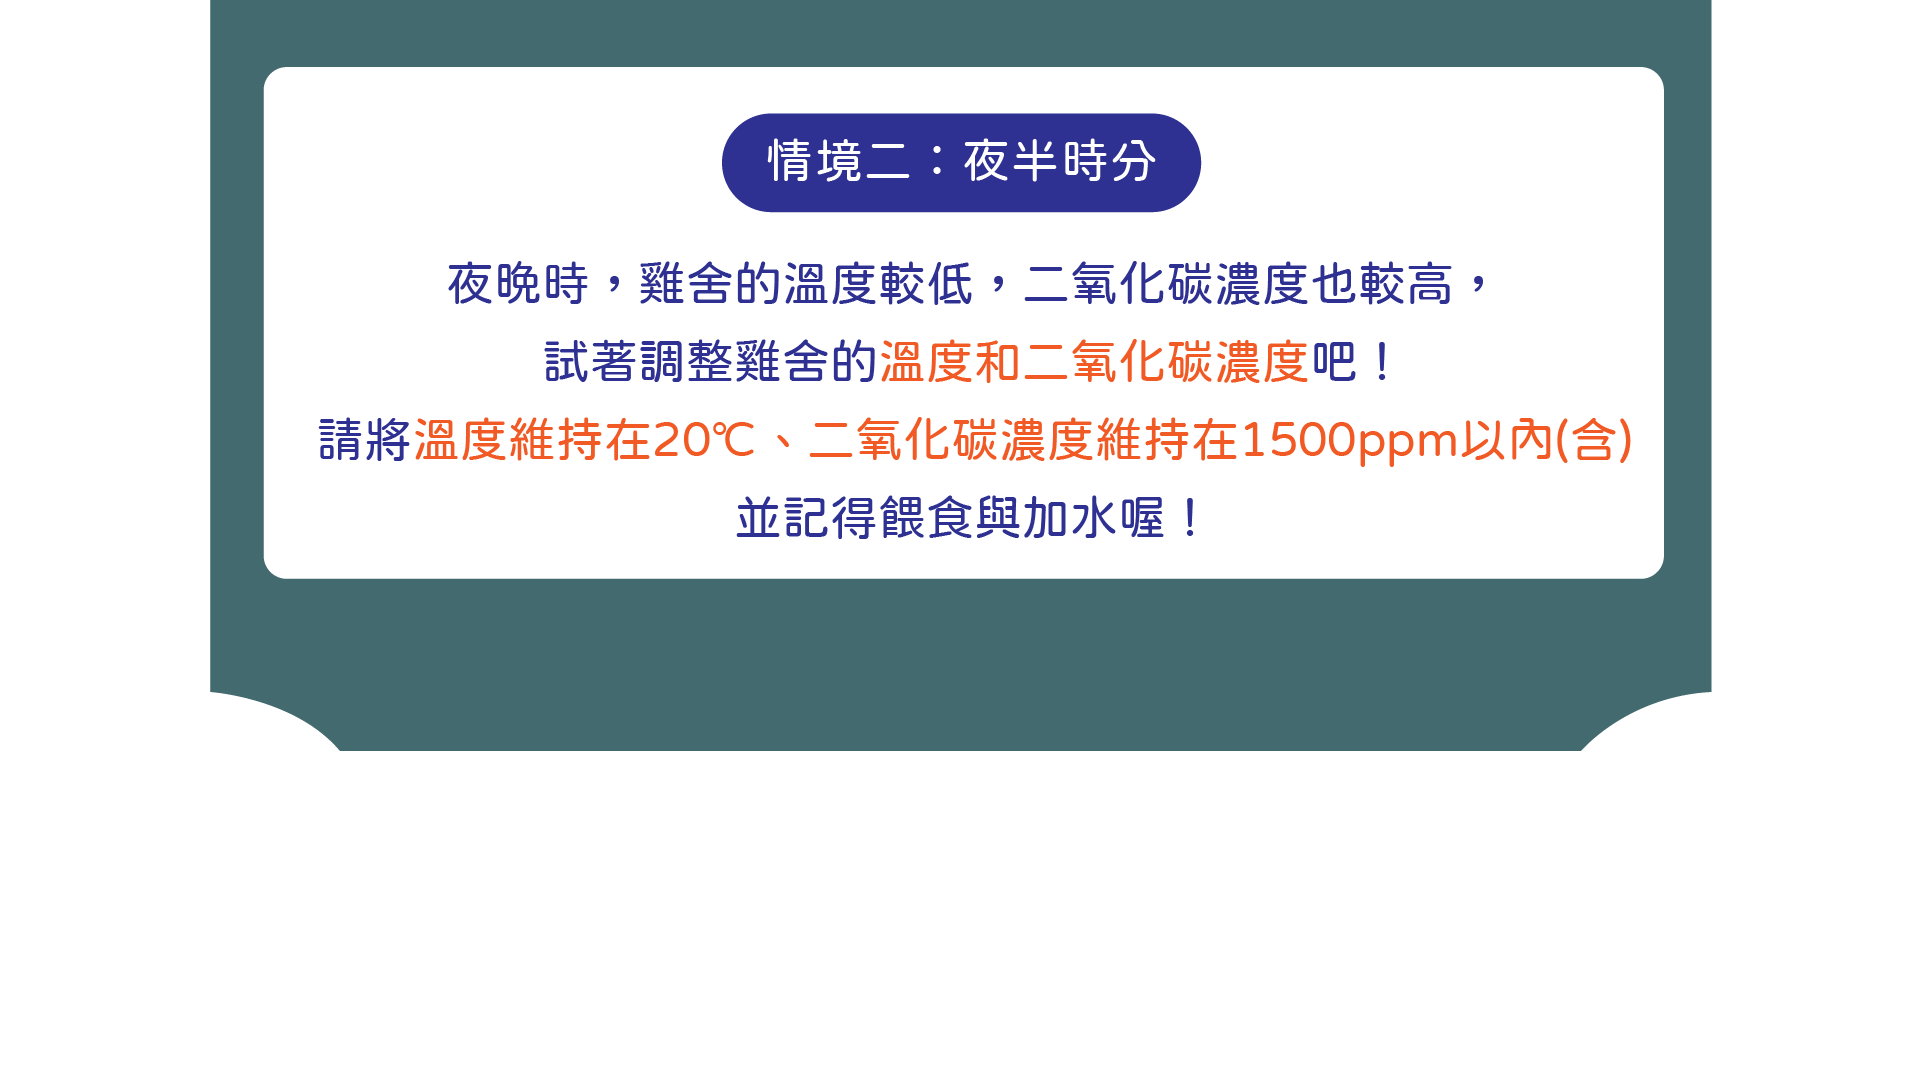 情境二：夜半時分
夜晚時，雞舍的溫度較低，二氧化碳濃度也較高，
試著調整雞舍的溫度和二氧化碳濃度吧！
請將溫度維持在20℃、二氧化碳濃度維持在1500ppm以內(含)
並記得餵食與加水喔！